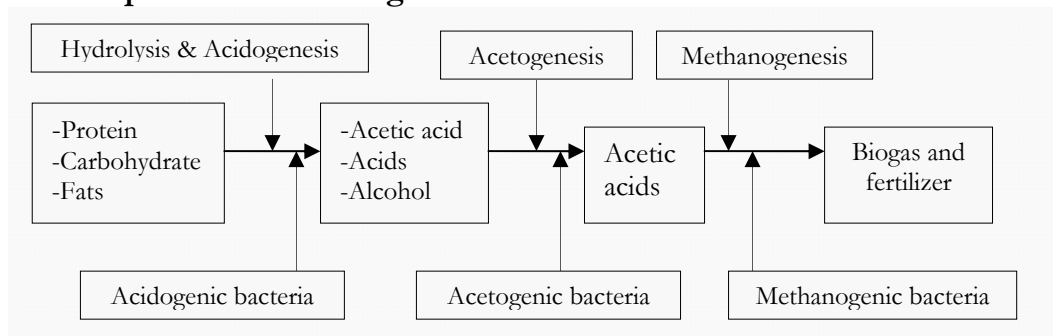 Hydrolysis & Acidogenesis
Acetogenesis
Methanogenesis
-Protein
-Carbohydrate
-Fats
-Acetic acid
-Acids
-Alcohol
Acetic
acids
Biogas and
fertilizer
Acidogenic bacteria
Acetogenic bacteria
Methanogenic bacteria